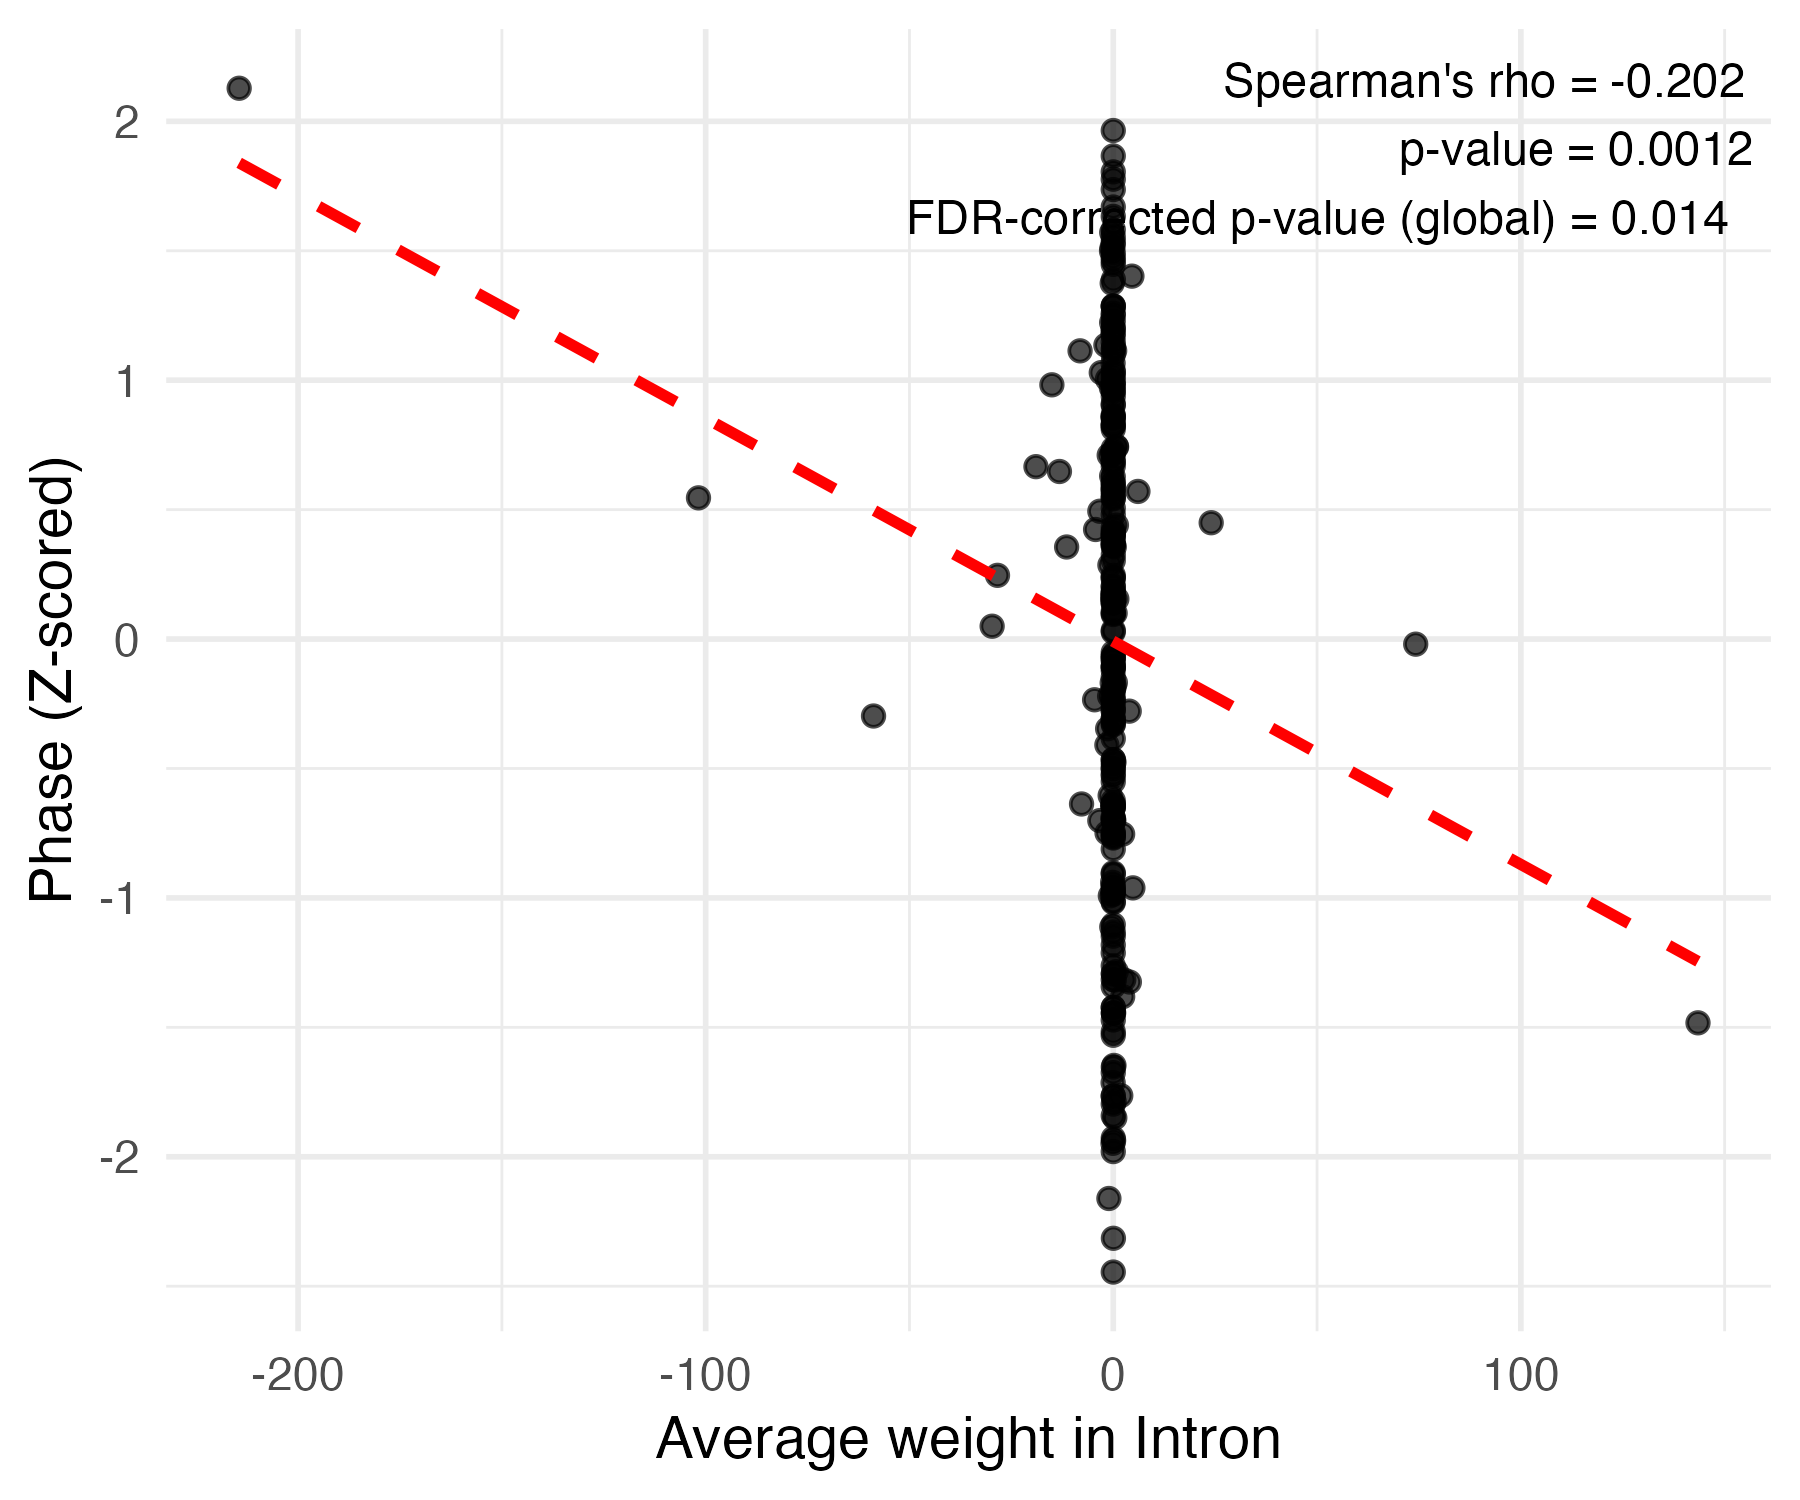 Spearman's rho = -0.202
p-value = 0.0012
FDR-corrected p-value (global) = 0.014
2
1
0
-1
-2
Phase (Z-scored)
-200
-100
0
100
Average weight in Intron